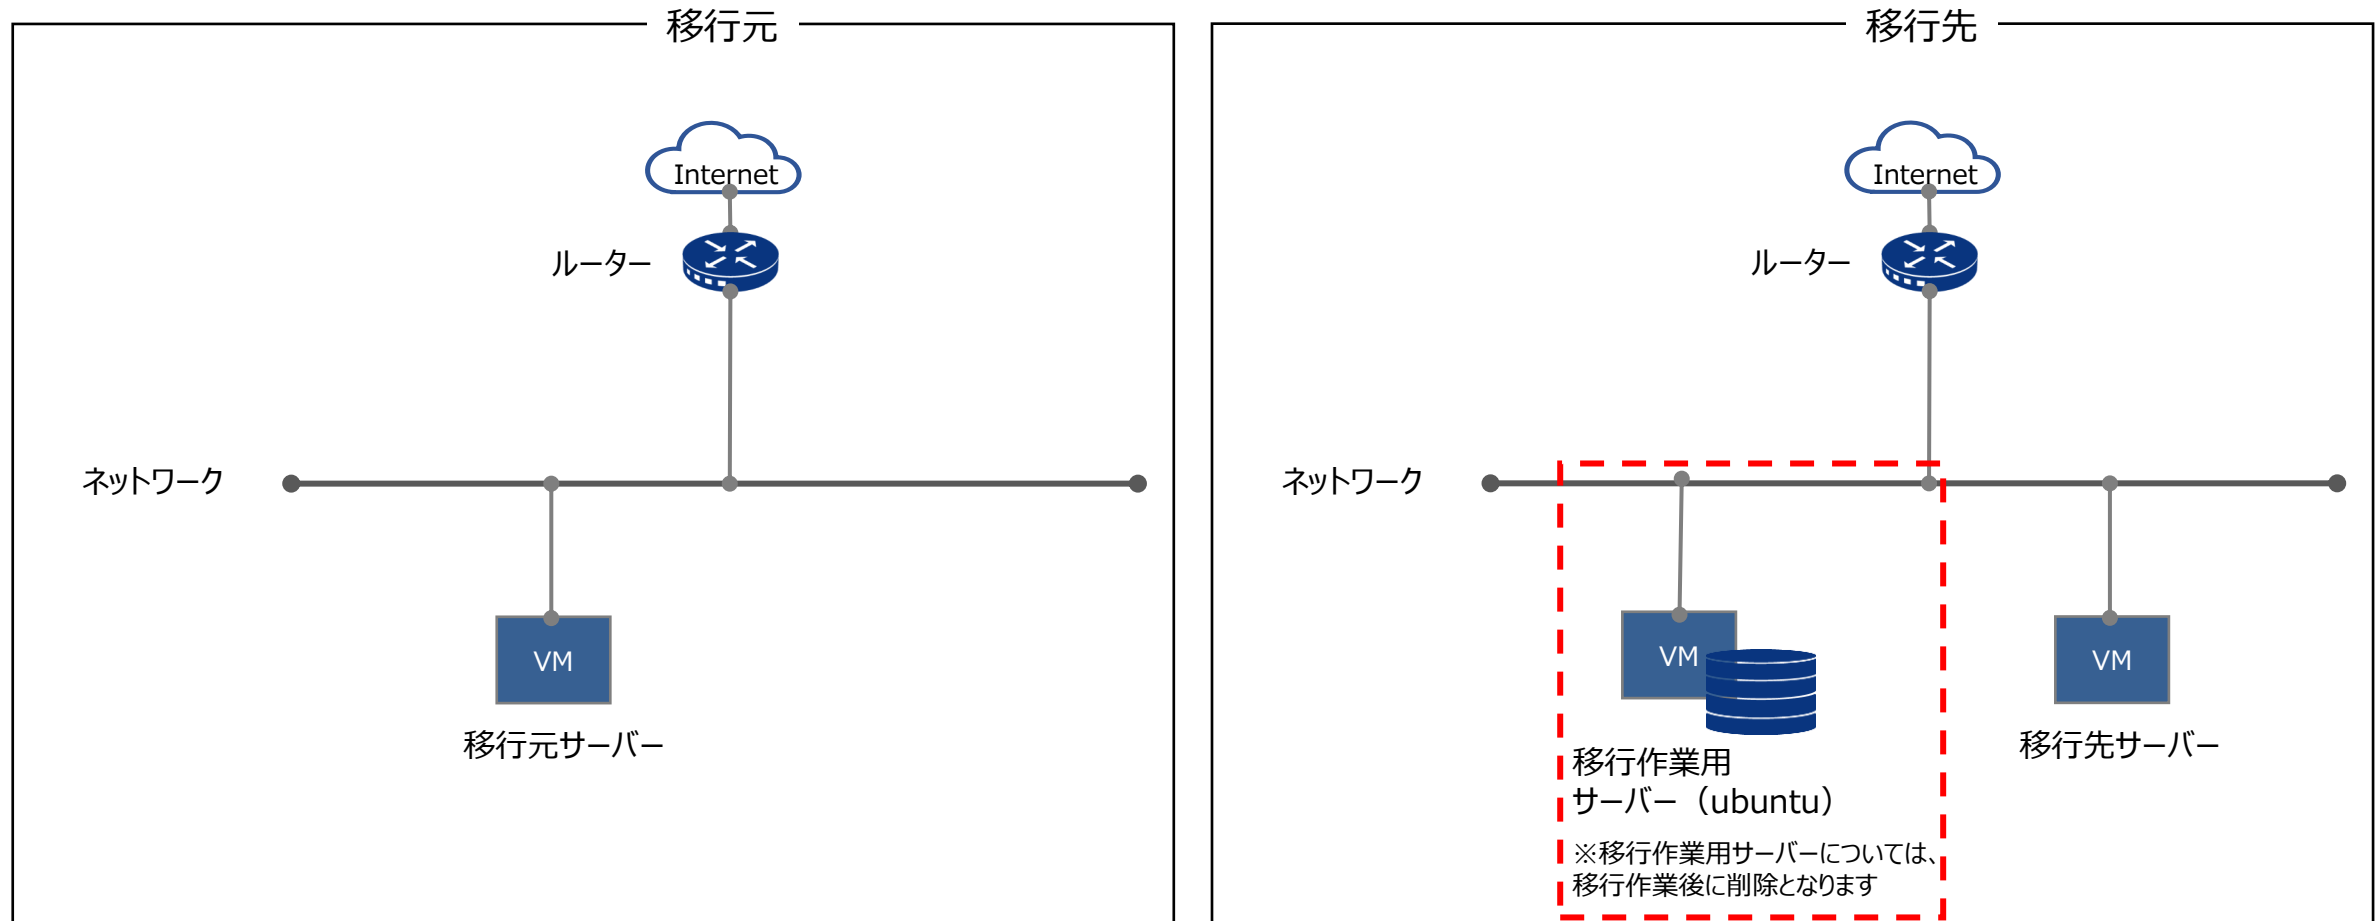 移行元
Internet
ルーター
ネットワーク
VM
移行元サーバー
移行先
Internet
ルーター
ネットワーク
VM
移行作業用
サーバー（ubuntu）
※移行作業用サーバーについては、
移行作業後に削除となります
VM
移行先サーバー